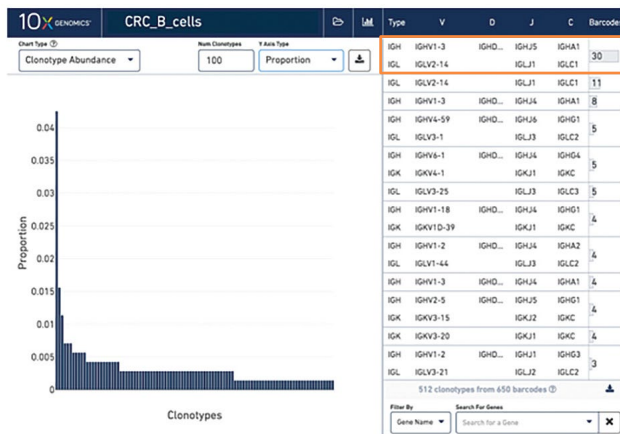 10X GENOMICS CRC_B_cells
Chart Type Num Clonotypes Y Axis Type
Clonotype Abundance 100 Proportion
0.04
0.035
0.03
0.025
0.02
0.015
0.01
0.005
0
Proportion
Clonotypes
Type V D J C Barcodes
IGH IGHV1-3 IGHD... IGHJ5 IGHA1 30
IGL IGLV2-14 IGLJ1 IGLC1
IGL IGLV2-14 IGLJ1 IGLC1 11
IGH IGHV1-3 IGHD... IGHJ4 IGHA1 8
IGH IGHV4-59 IGHD... IGHJ6 IGHG1 5
IGL IGLV3-1 IGLJ3 IGLC2
IGH IGHV6-1 IGHD... IGHJ4 IGHG4 5
IGK IGKV4-1 IGKJ1 IGKC
IGL IGLV3-25 IGLJ3 IGLC3 5
IGH IGHV1-18 IGHD... IGHJ4 IGHG1 4
IGK IGKV1D-39 IGKJ1 IGKC
IGH IGHV1-2 IGHD... IGHJ4 IGHA2 4
IGL IGLV1-44 IGLJ3 IGLC2
IGH IGHV1-3 IGHD... IGHJ4 IGHA1 4
IGH IGHV2-5 IGHD... IGHJ5 IGHG1 4
IGK IGKV3-15 IGKJ2 IGKC
IGK IGKV3-20 IGKJ1 IGKC 4
IGH IGHV1-2 IGHD... IGHJ1 IGHG3 3
IGL IGLV3-21 IGLJ2 IGLC2
512 clonotypes from 650 barcodes
Filter By Search For Genes
Gene Name Search for a Gene